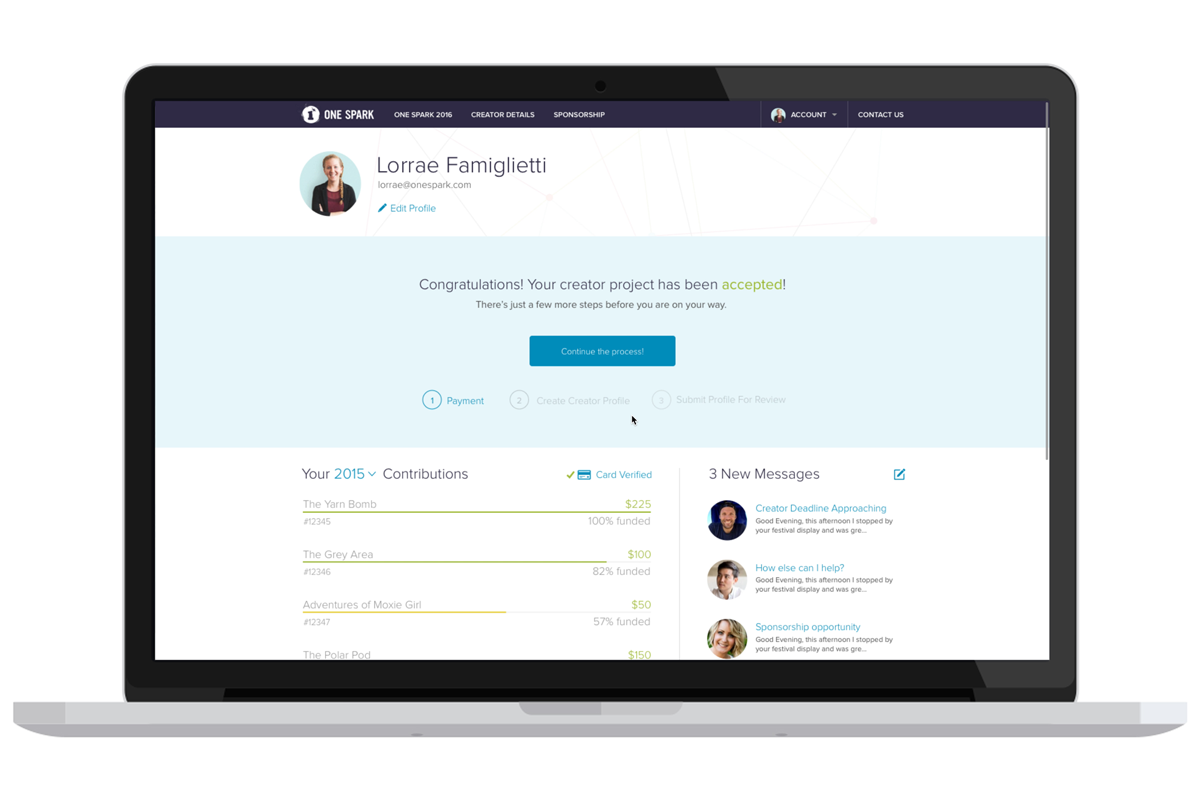 ONE SPARK
ONE SPARK 2016 CREATOR DETAILS SPONSORSHIP ACCOUNT CONTACT US
Lorrae Famiglietti
lorrae@onespark.com
Edit Profile
Congratulations! Your creator project has been accepted!
There's just a few more steps before you are on your way.
Continue the process!
1 Payment 2 Create Creator Profile 3 Submit Profile For Review
Your 2015 Contributions
Card Verified
The Yarn Bomb $225
#12345 100% funded
The Grey Area $100
#12346 82% funded
Adventures of Moxie Girl $50
#12347 57% funded
The Polar Pod $150
3 New Messages
Creator Deadline Approaching
Good Evening, this afternoon I stopped by
your festival display and was gre...
How else can I help?
Good Evening, this afternoon I stopped by
your festival display and was gre...
Sponsorship opportunity
Good Evening, this afternoon I stopped by
your festival display and was gre...